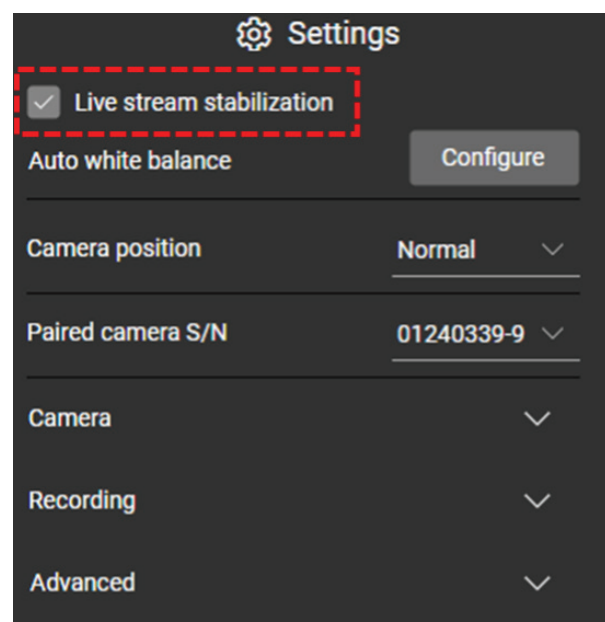 Settings
Live stream stabilization
Auto white balance Configure
Camera position Normal
Paired camera S/N 01240339-9
Camera
Recording
Advanced